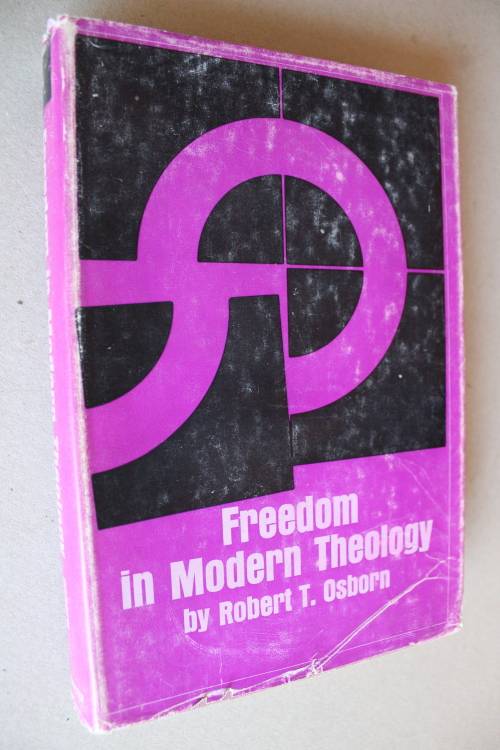 Freedom
in Modern Theology
by Robert T. Osborn